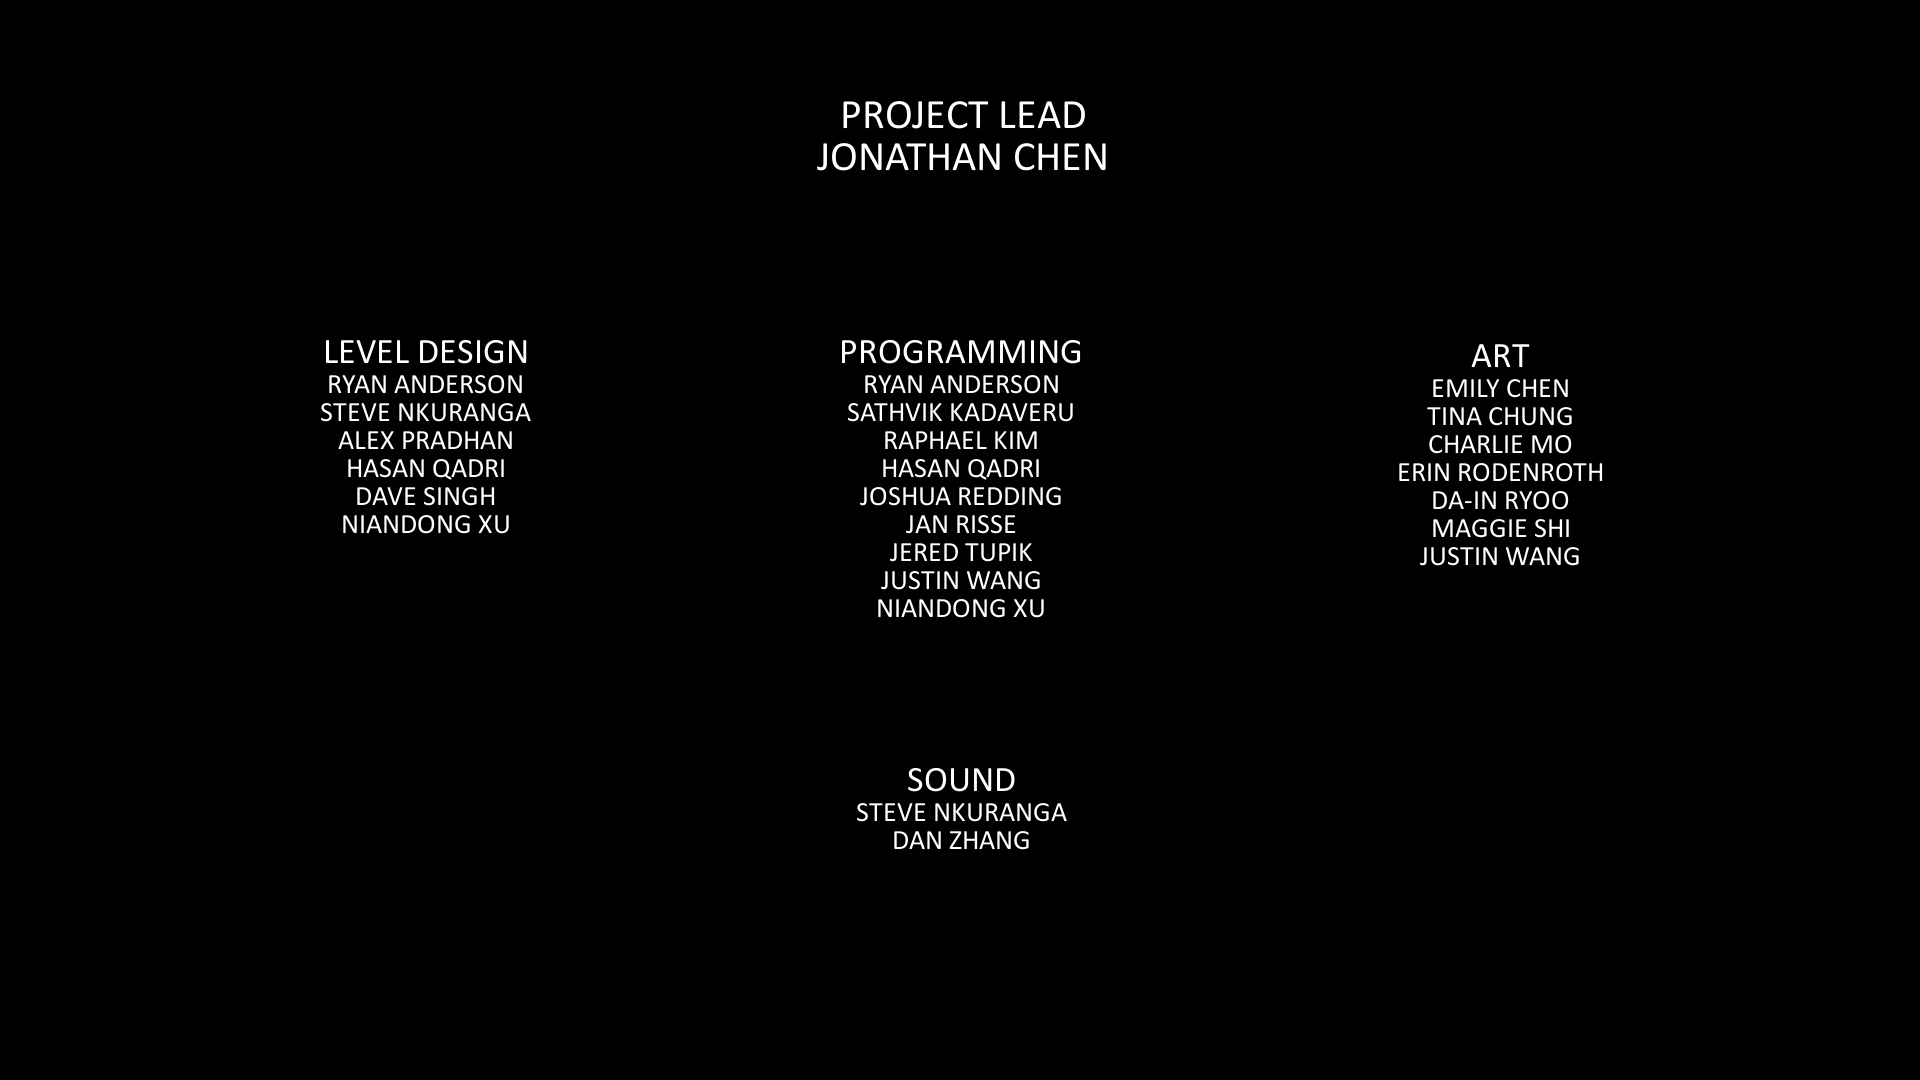 PROJECT LEAD
JONATHAN CHEN
LEVEL DESIGN
RYAN ANDERSON
STEVE NKURANGA
ALEX PRADHAN
HASAN QADRI
DAVE SINGH
NIANDONG XU
PROGRAMMING
RYAN ANDERSON
SATHVIK KADAVERU
RAPHAEL KIM
HASAN QADRI
JOSHUA REDDING
JAN RISSE
JERED TUPIK
JUSTIN WANG
NIANDONG XU
ART
EMILY CHEN
TINA CHUNG
CHARLIE MO
ERIN RODENROTH
DA-IN RYOO
MAGGIE SHI
JUSTIN WANG
SOUND
STEVE NKURANGA
DAN ZHANG